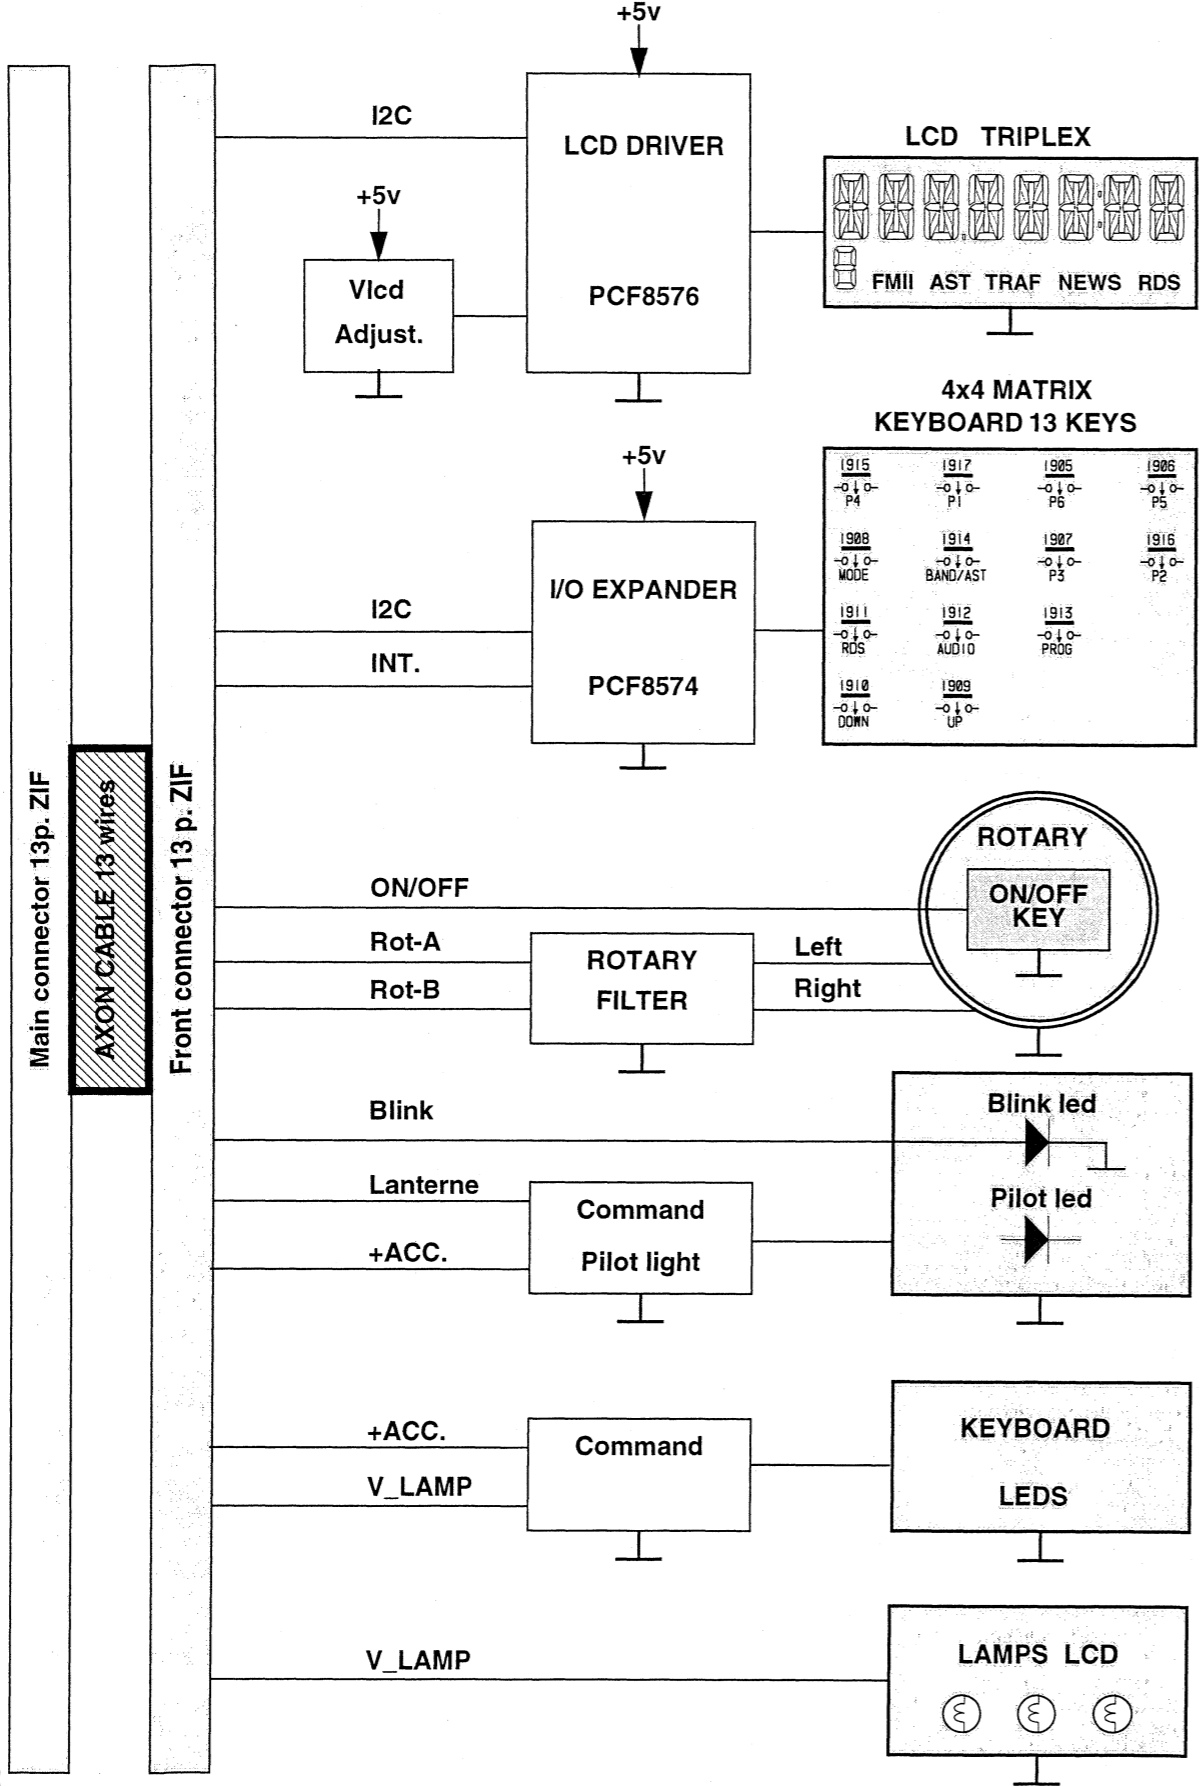 +5v
I2C
LCD DRIVER
PCF8576
+5v
Vlcd
Adjust.
LCD TRIPLEX
FMII AST TRAF NEWS RDS
4x4 MATRIX
KEYBOARD 13 KEYS
1915 1917 1905 1906
P4 P1 P6 P5
1908 1914 1907 1916
MODE BAND/AST P3 P2
1911 1912 1913
RDS AUDIO PROG
1910 1909
DOWN UP
+5v
I/O EXPANDER
PCF8574
I2C
INT.
Main connector 13p. ZIF
AXON CABLE 13 wires
Front connector 13 p. ZIF
ON/OFF
Rot-A
Rot-B
ROTARY
FILTER
Left
Right
ROTARY
ON/OFF
KEY
Blink
Blink led
Lanterne
+ACC.
Command
Pilot light
Pilot led
+ACC.
V_LAMP
Command
KEYBOARD
LEDS
V_LAMP
LAMPS LCD